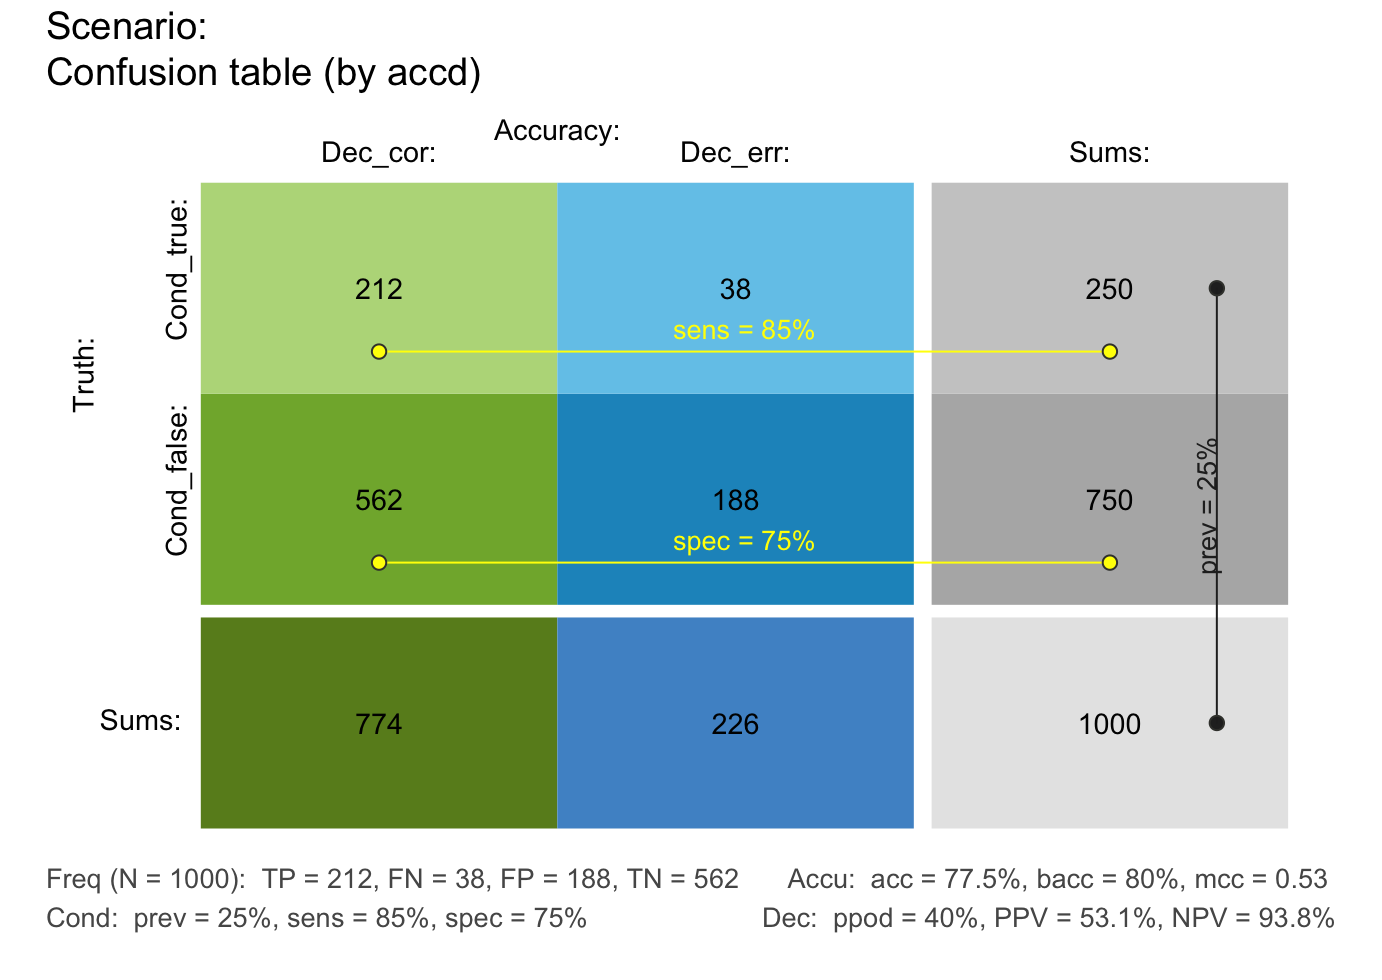 Scenario:
Confusion table (by accd)
Accuracy:
Dec_cor: Dec_err: Sums:
Truth:
Cond_true:
212 38 250
sens = 85%
Cond_false:
562 188 750
spec = 75%
prev = 25%
Sums: 774 226 1000
Freq (N = 1000): TP = 212, FN = 38, FP = 188, TN = 562 Accu: acc = 77.5%, bacc = 80%, mcc = 0.53
Cond: prev = 25%, sens = 85%, spec = 75% Dec: ppod = 40%, PPV = 53.1%, NPV = 93.8%